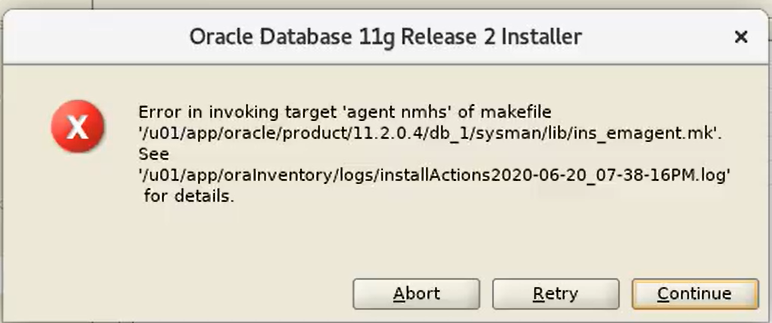 Oracle Database 11g Release 2 Installer
Error in invoking target 'agent nmhs' of makefile
'/u01/app/oracle/product/11.2.0.4/db_1/sysman/lib/ins_emagent.mk'.
See
'/u01/app/oraInventory/logs/installActions2020-06-20_07-38-16PM.log'
for details.
Abort
Retry
Continue